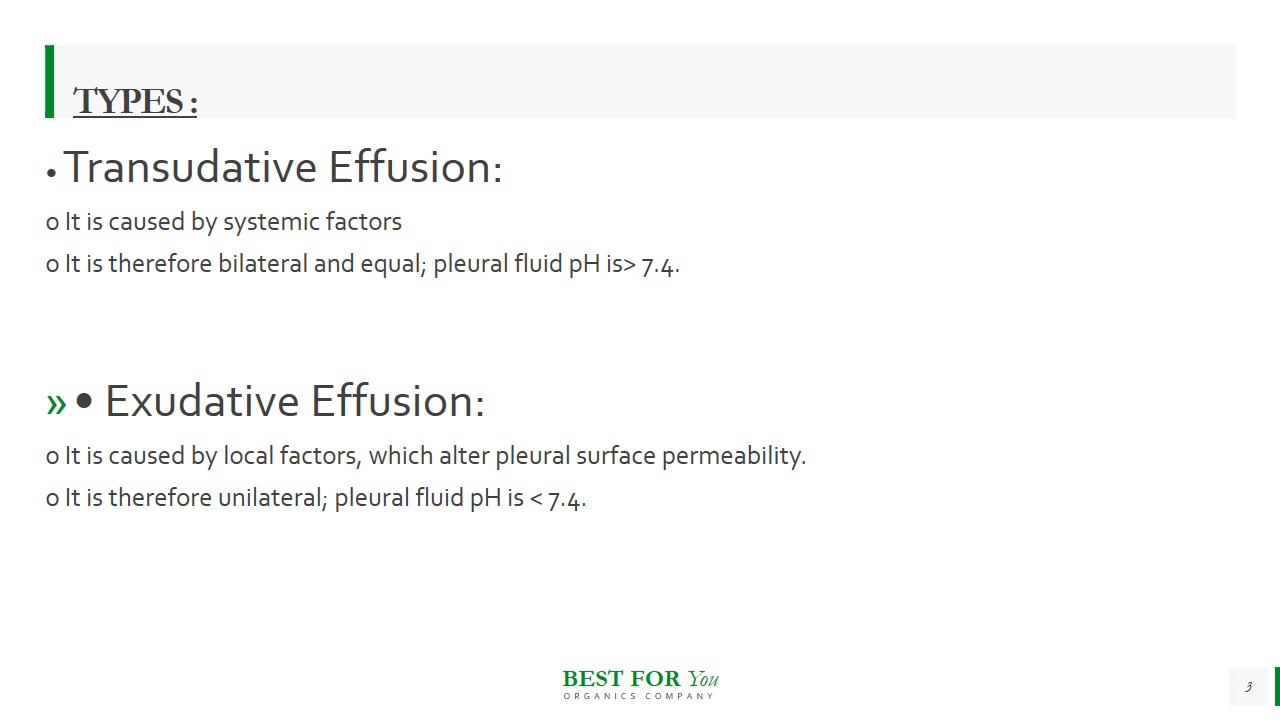 TYPES :
• Transudative Effusion:
o It is caused by systemic factors
o It is therefore bilateral and equal; pleural fluid pH is> 7.4.
» • Exudative Effusion:
o It is caused by local factors, which alter pleural surface permeability.
o It is therefore unilateral; pleural fluid pH is < 7.4.
BEST FOR You
ORGANICS COMPANY
3